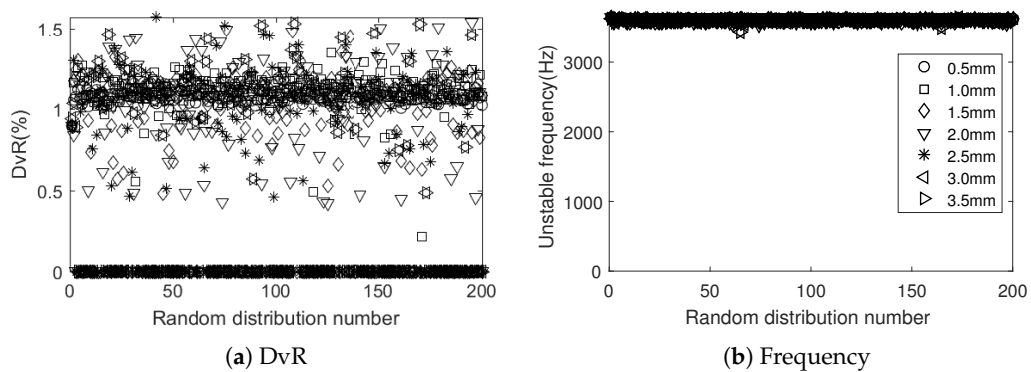 1.5
1
0.5
0
DvR(%)
0 50 100 150 200
Random distribution number
(a) DvR
3000
2000
1000
0
Unstable frequency(Hz)
0 50 100 150 200
Random distribution number
0.5mm
1.0mm
1.5mm
2.0mm
2.5mm
3.0mm
3.5mm
(b) Frequency